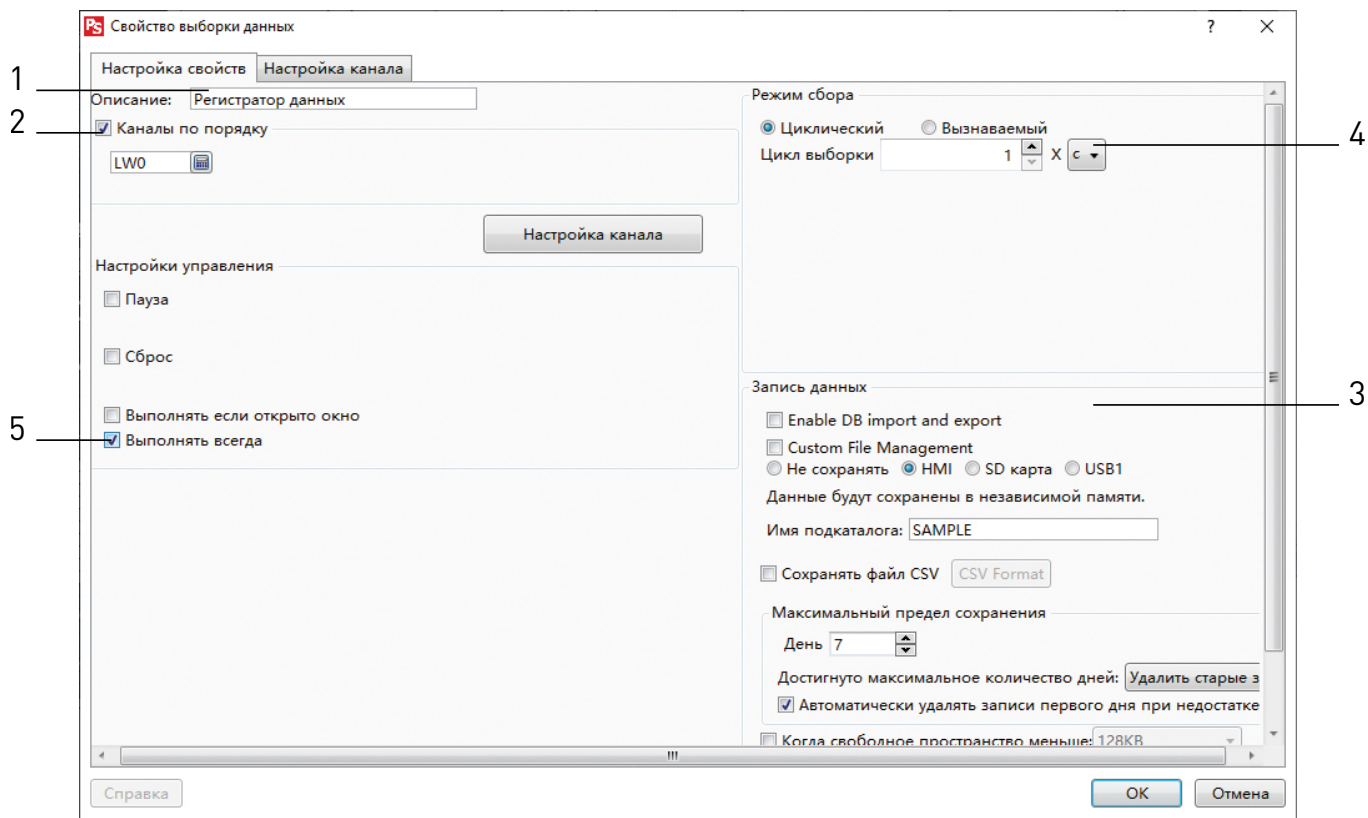 PS Свойство выборки данных ?
Настройка свойств Настройка канала
1
Описание: Регистратор данных
2
Каналы по порядку
LW0
Настройка канала
Настройки управления
Пауза
Сброс
Выполнять если открыто окно
5
Выполнять всегда
Режим сбора
Циклический Вызнаваемый
4
Цикл выборки 1 X с
Запись данных
3
Enable DB import and export
Custom File Management
Не сохранять HMI SD карта USB1
Данные будут сохранены в независимой памяти.
Имя подкаталога: SAMPLE
Сохранять файл CSV CSV Format
Максимальный предел сохранения
День 7
Достигнуто максимальное количество дней: Удалить старые з
Автоматически удалять записи первого дня при недостатке
Когда свободное пространство меньше: 128KB
Справка OK Отмена